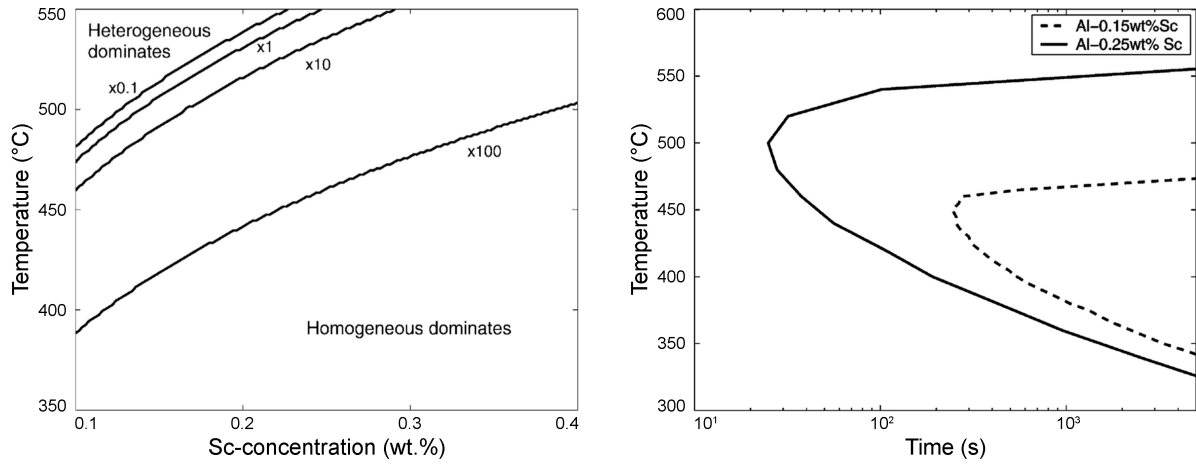 Heterogeneous
dominates
x0.1
x1
x10
x100
Homogeneous dominates
550
500
450
400
350
0.1
0.2
0.3
0.4
Temperature (°C)
Sc-concentration (wt.%)
Al-0.15wt%Sc
Al-0.25wt% Sc
600
550
500
450
400
350
300
10¹
10²
10³
Temperature (°C)
Time (s)